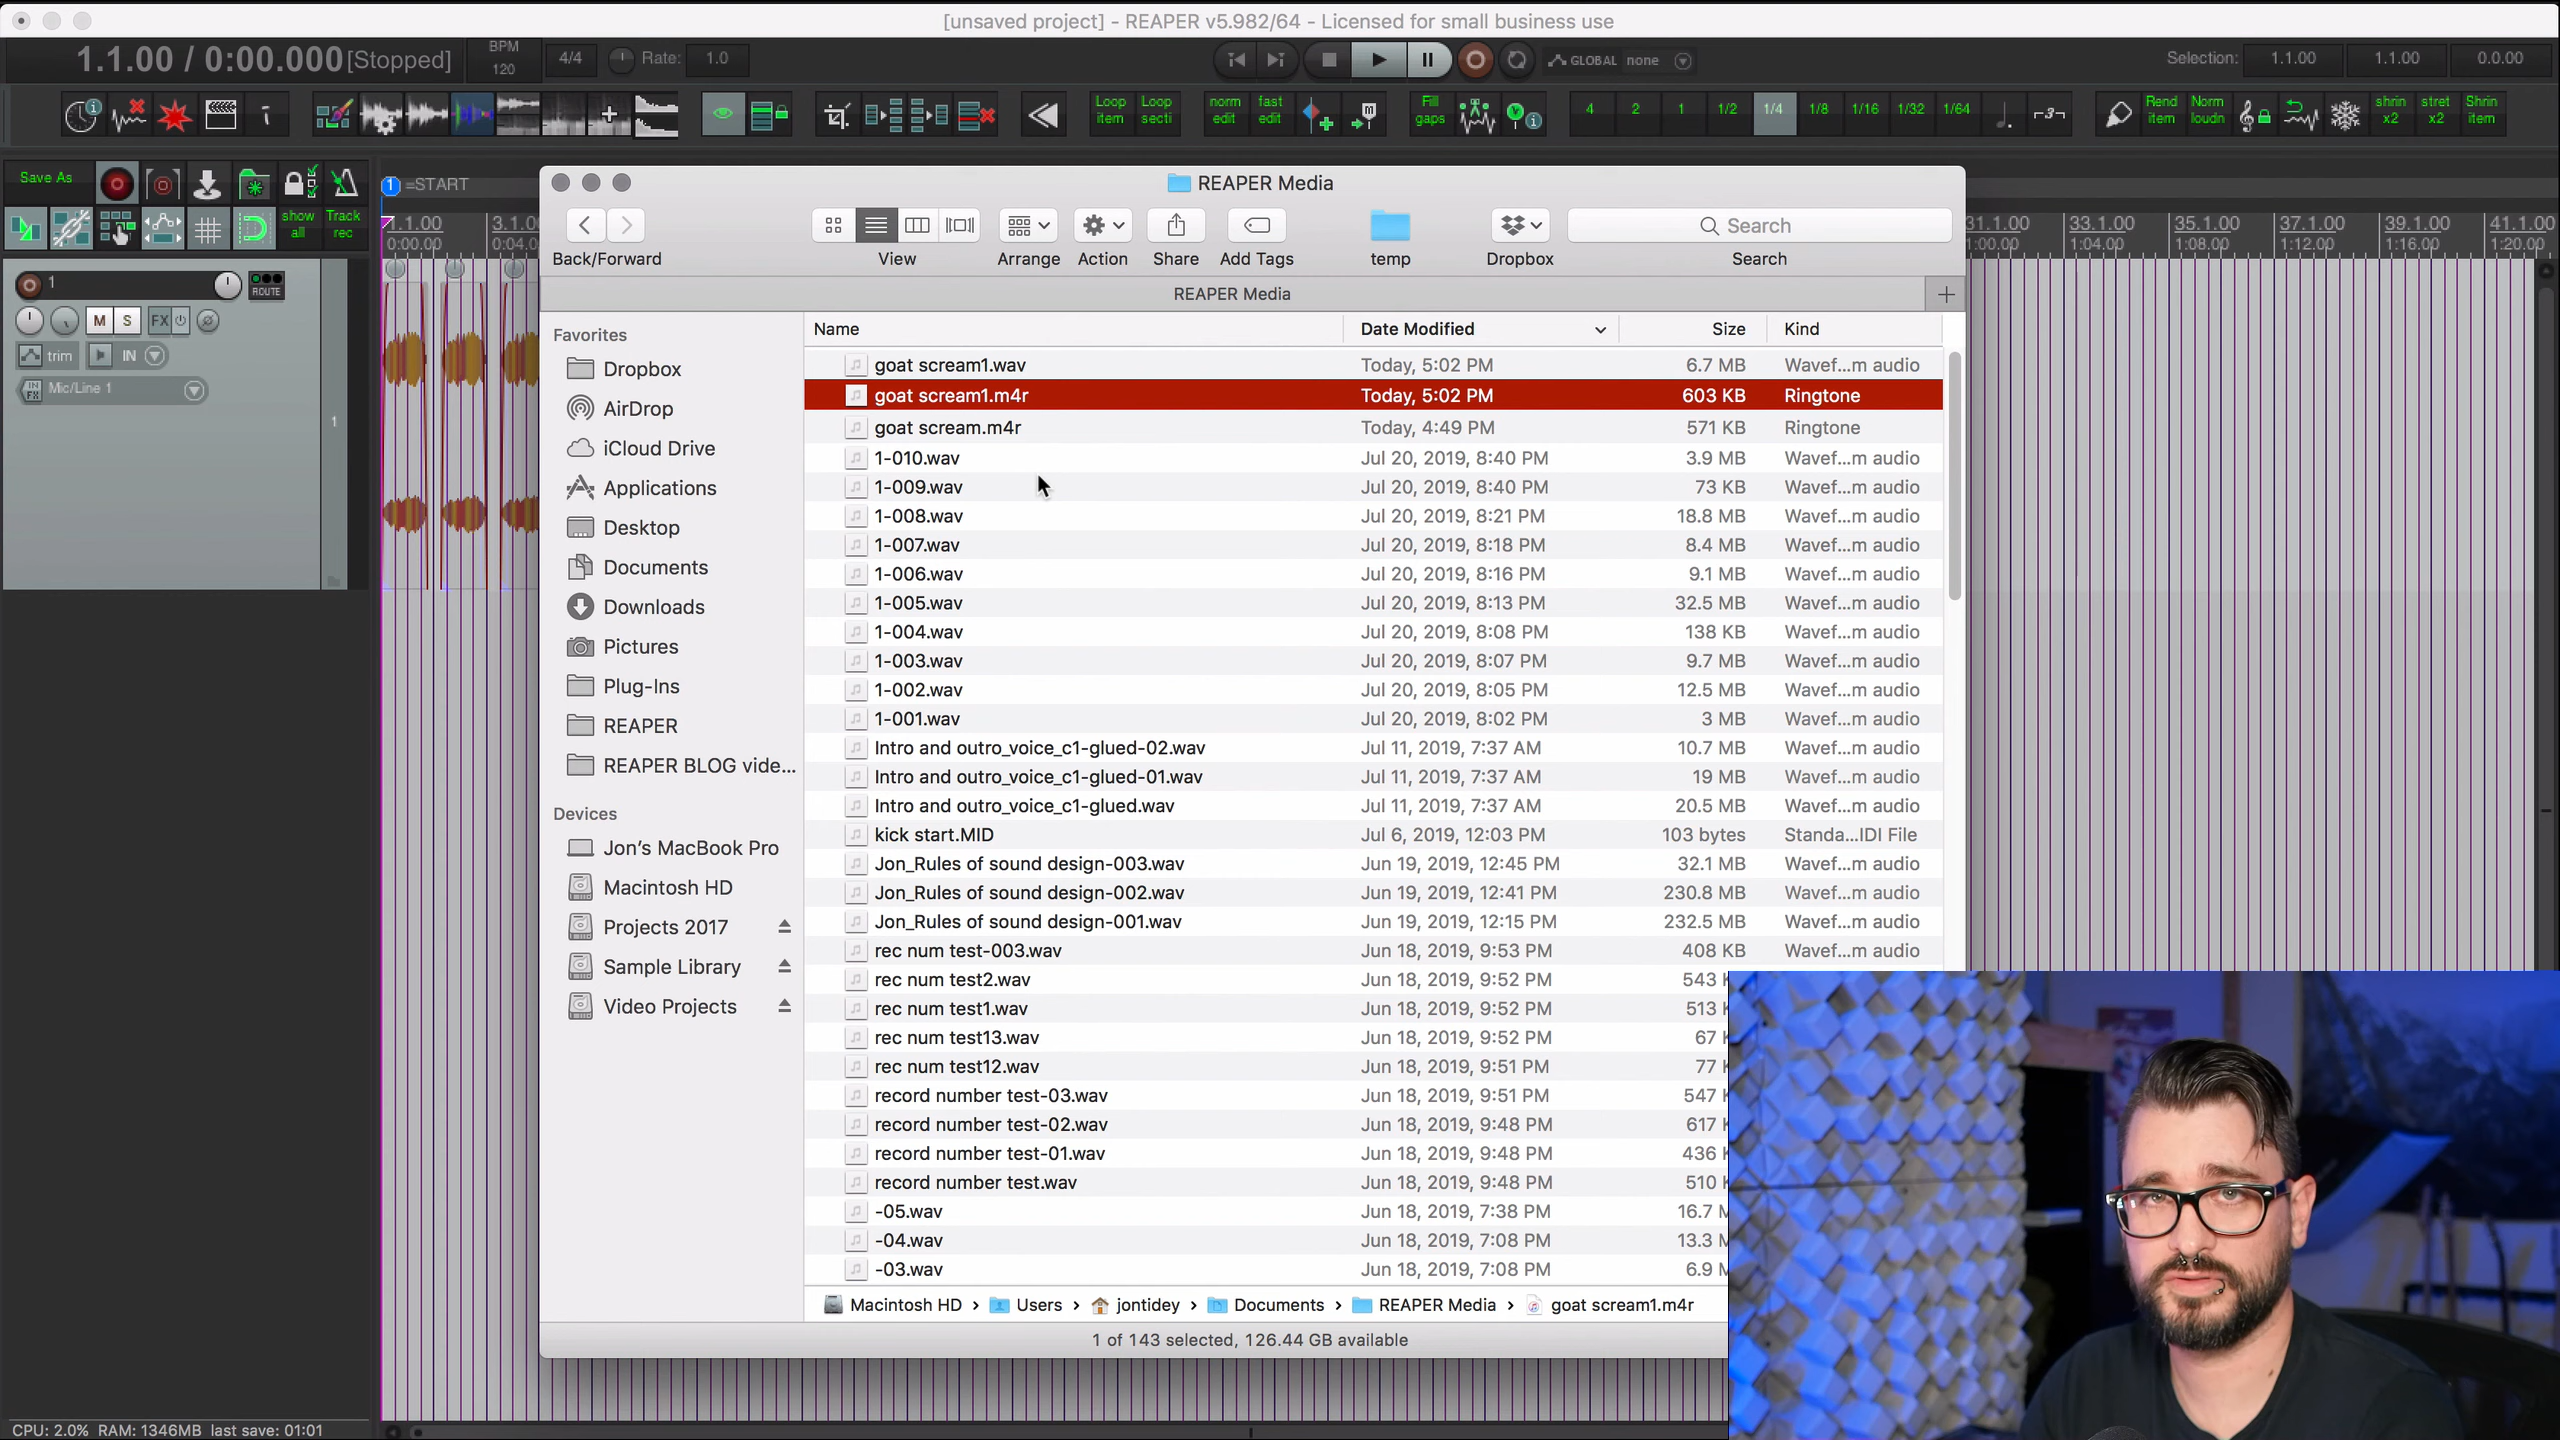 [unsaved project] - REAPER v5.982/64 - Licensed for small business use
1.1.00 / 0:00.000 [Stopped]
BPM
120
4/4
Rate: 1.0
GLOBAL none
Selection: 1.1.00 1.1.00 0.0.00
Loop item
Loop secti
norm edit
fast edit
Fill gaps
4 2 1 1/2 1/4 1/8 1/16 1/32 1/64
-3-
Rend item
Norm loudn
shrin x2
stret x2
Shrin item
Save As
show all
Track rec
1 =START
1.1.00
0:00.00
3.1.0
0:04.0
31.1.00 33.1.00 35.1.00 37.1.00 39.1.00 41.1.00
1:00.00 1:04.00 1:08.00 1:12.00 1:16.00 1:20.00
1
ROUTE
M S FX
trim IN
IN FX Mic/Line 1
1
REAPER Media
Search
Back/Forward View Arrange Action Share Add Tags temp Dropbox Search
REAPER Media
Favorites
Dropbox
AirDrop
iCloud Drive
Applications
Desktop
Documents
Downloads
Pictures
Plug-Ins
REAPER
REAPER BLOG vide...
Devices
Jon’s MacBook Pro
Macintosh HD
Projects 2017
Sample Library
Video Projects
Name Date Modified Size Kind
goat scream1.wav Today, 5:02 PM 6.7 MB Wavef...m audio
goat scream1.m4r Today, 5:02 PM 603 KB Ringtone
goat scream.m4r Today, 4:49 PM 571 KB Ringtone
1-010.wav Jul 20, 2019, 8:40 PM 3.9 MB Wavef...m audio
1-009.wav Jul 20, 2019, 8:40 PM 73 KB Wavef...m audio
1-008.wav Jul 20, 2019, 8:21 PM 18.8 MB Wavef...m audio
1-007.wav Jul 20, 2019, 8:18 PM 8.4 MB Wavef...m audio
1-006.wav Jul 20, 2019, 8:16 PM 9.1 MB Wavef...m audio
1-005.wav Jul 20, 2019, 8:13 PM 32.5 MB Wavef...m audio
1-004.wav Jul 20, 2019, 8:08 PM 138 KB Wavef...m audio
1-003.wav Jul 20, 2019, 8:07 PM 9.7 MB Wavef...m audio
1-002.wav Jul 20, 2019, 8:05 PM 12.5 MB Wavef...m audio
1-001.wav Jul 20, 2019, 8:02 PM 3 MB Wavef...m audio
Intro and outro_voice_c1-glued-02.wav Jul 11, 2019, 7:37 AM 10.7 MB Wavef...m audio
Intro and outro_voice_c1-glued-01.wav Jul 11, 2019, 7:37 AM 19 MB Wavef...m audio
Intro and outro_voice_c1-glued.wav Jul 11, 2019, 7:37 AM 20.5 MB Wavef...m audio
kick start.MID Jul 6, 2019, 12:03 PM 103 bytes Standa...IDI File
Jon_Rules of sound design-003.wav Jun 19, 2019, 12:45 PM 32.1 MB Wavef...m audio
Jon_Rules of sound design-002.wav Jun 19, 2019, 12:41 PM 230.8 MB Wavef...m audio
Jon_Rules of sound design-001.wav Jun 19, 2019, 12:15 PM 232.5 MB Wavef...m audio
rec num test-003.wav Jun 18, 2019, 9:53 PM 408 KB Wavef...m audio
rec num test2.wav Jun 18, 2019, 9:52 PM 543 K
rec num test1.wav Jun 18, 2019, 9:52 PM 513 K
rec num test13.wav Jun 18, 2019, 9:52 PM 67 K
rec num test12.wav Jun 18, 2019, 9:51 PM 77 K
record number test-03.wav Jun 18, 2019, 9:51 PM 547 K
record number test-02.wav Jun 18, 2019, 9:48 PM 617 K
record number test-01.wav Jun 18, 2019, 9:48 PM 436 K
record number test.wav Jun 18, 2019, 9:48 PM 510 K
-05.wav Jun 18, 2019, 7:38 PM 16.7 M
-04.wav Jun 18, 2019, 7:08 PM 13.3 M
-03.wav Jun 18, 2019, 7:08 PM 6.9 M
Macintosh HD › Users › jontidey › Documents › REAPER Media › goat scream1.m4r
1 of 143 selected, 126.44 GB available
CPU: 2.0% RAM: 1346MB last save: 01:01